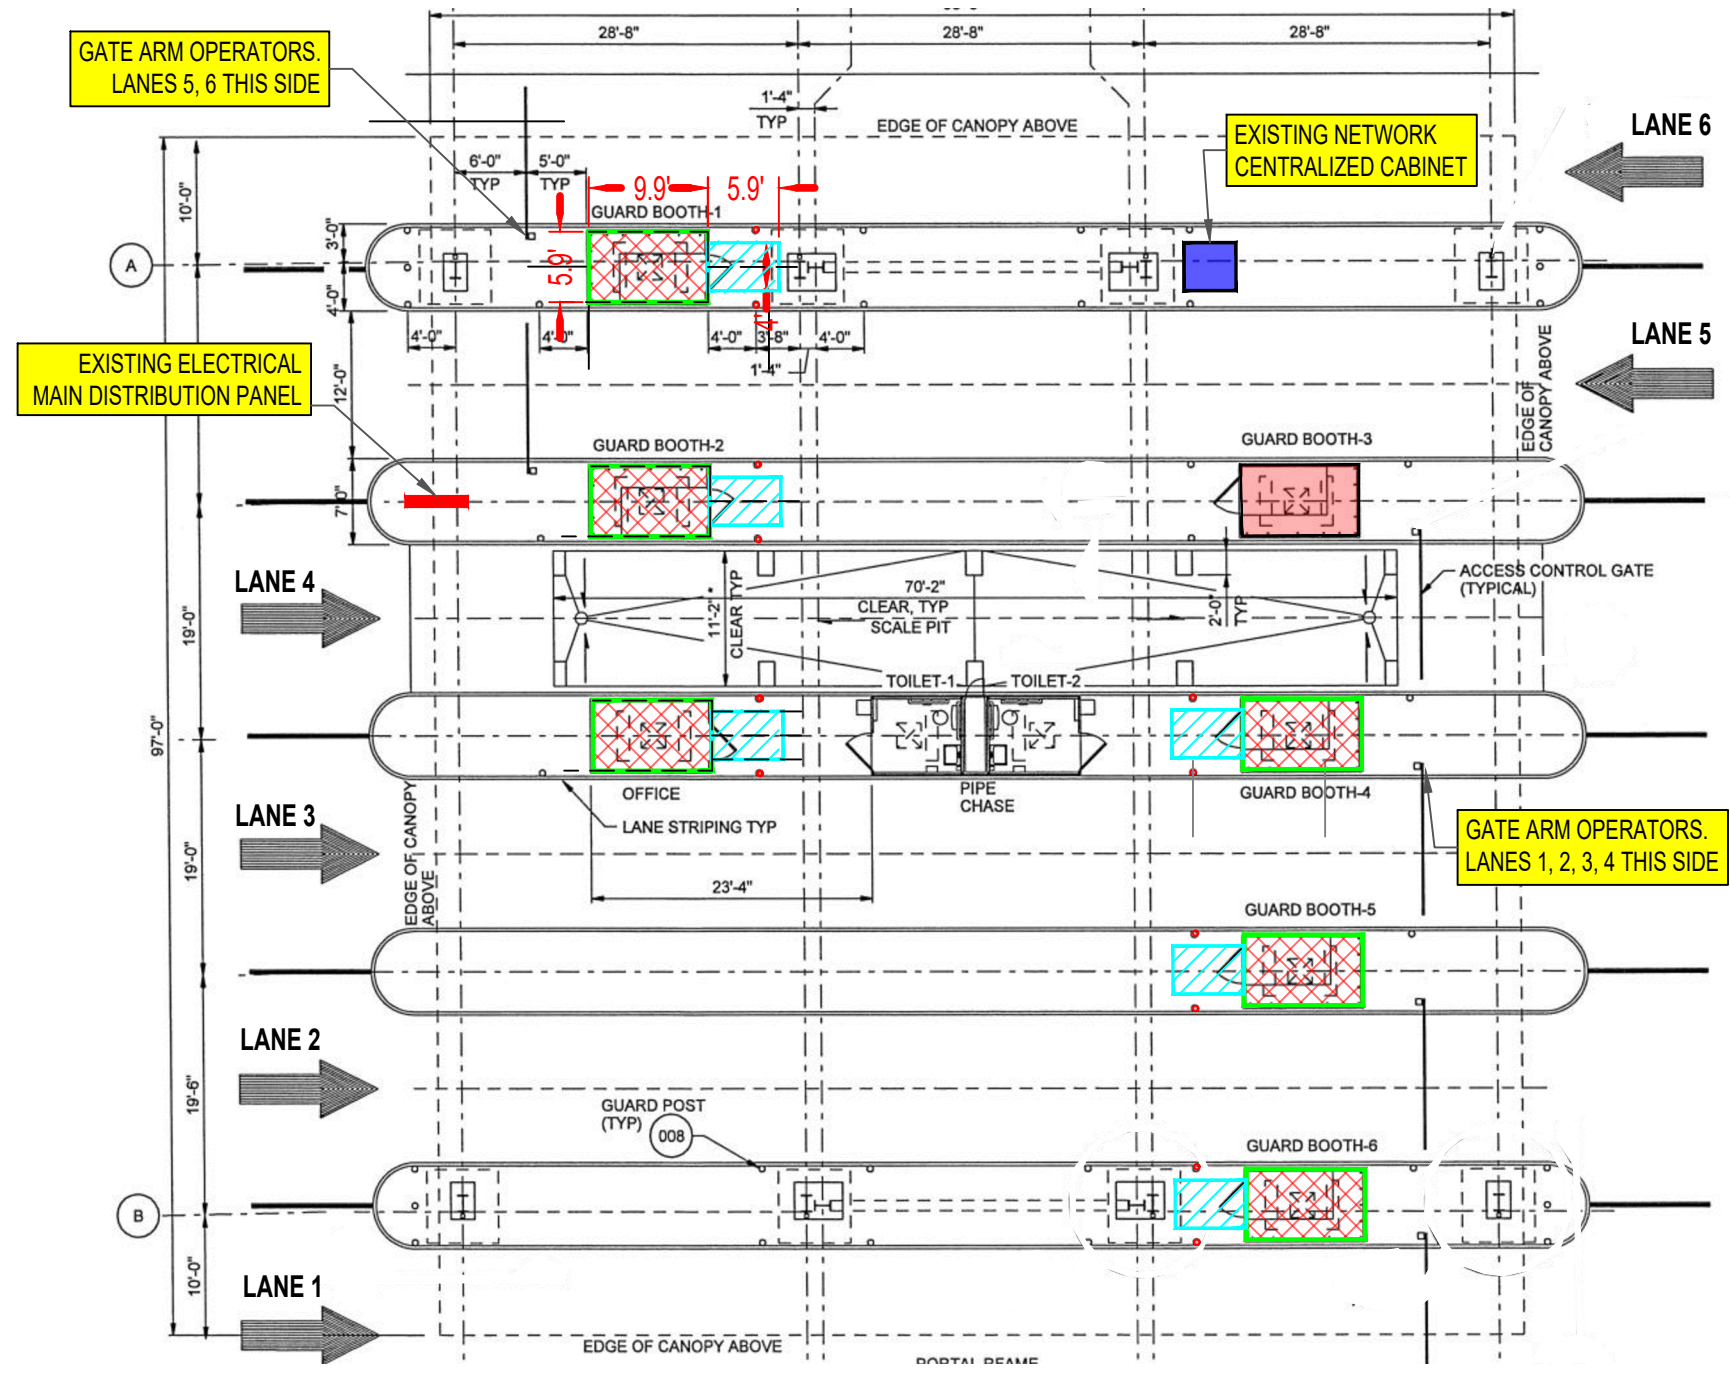 28'-8"
28'-8"
28'-8"
GATE ARM OPERATORS.
LANES 5, 6 THIS SIDE
1'-4"
TYP
EDGE OF CANOPY ABOVE
EXISTING NETWORK
CENTRALIZED CABINET
LANE 6
6'-0"
TYP
5'-0"
TYP
9.9'
5.9'
10'-0"
GUARD BOOTH-1
3'-0"
A
5.9'
4'-0"
4'
4'-0"
4'-0"
4'-0"
3'-8"
4'-0"
1'-4"
LANE 5
EXISTING ELECTRICAL
MAIN DISTRIBUTION PANEL
12'-0"
EDGE OF
CANOPY ABOVE
GUARD BOOTH-2
GUARD BOOTH-3
7'-0"
LANE 4
ACCESS CONTROL GATE
(TYPICAL)
70'-2"
CLEAR, TYP
SCALE PIT
11'-2" *
CLEAR TYP
2'-0"
TYP
19'-0"
TOILET-1
TOILET-2
97'-0"
OFFICE
PIPE
CHASE
GUARD BOOTH-4
LANE 3
LANE STRIPING TYP
GATE ARM OPERATORS.
LANES 1, 2, 3, 4 THIS SIDE
19'-0"
EDGE OF CANOPY
ABOVE
23'-4"
GUARD BOOTH-5
LANE 2
19'-6"
GUARD POST
(TYP)
008
GUARD BOOTH-6
B
10'-0"
LANE 1
EDGE OF CANOPY ABOVE
PORTAL BEAMS